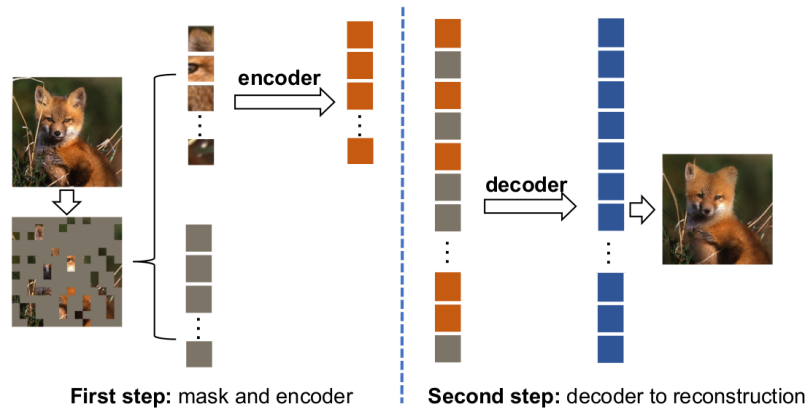 encoder
decoder
First step: mask and encoder
Second step: decoder to reconstruction